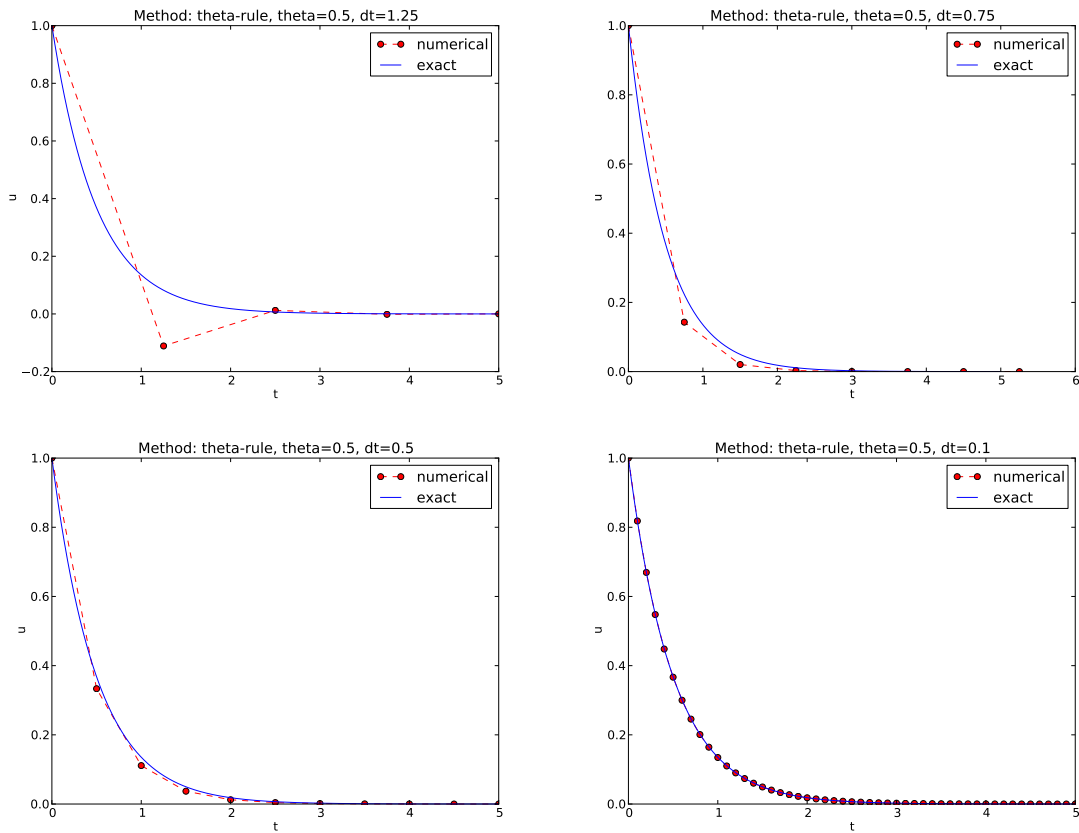 Method: theta-rule, theta=0.5, dt=1.25
numerical
exact
1.0
0.8
0.6
0.4
0.2
0.0
−0.2
u
0 1 2 3 4 5
t
Method: theta-rule, theta=0.5, dt=0.75
numerical
exact
1.0
0.8
0.6
0.4
0.2
0.0
u
0 1 2 3 4 5 6
t
Method: theta-rule, theta=0.5, dt=0.5
numerical
exact
1.0
0.8
0.6
0.4
0.2
0.0
u
0 1 2 3 4 5
t
Method: theta-rule, theta=0.5, dt=0.1
numerical
exact
1.0
0.8
0.6
0.4
0.2
0.0
u
0 1 2 3 4 5
t